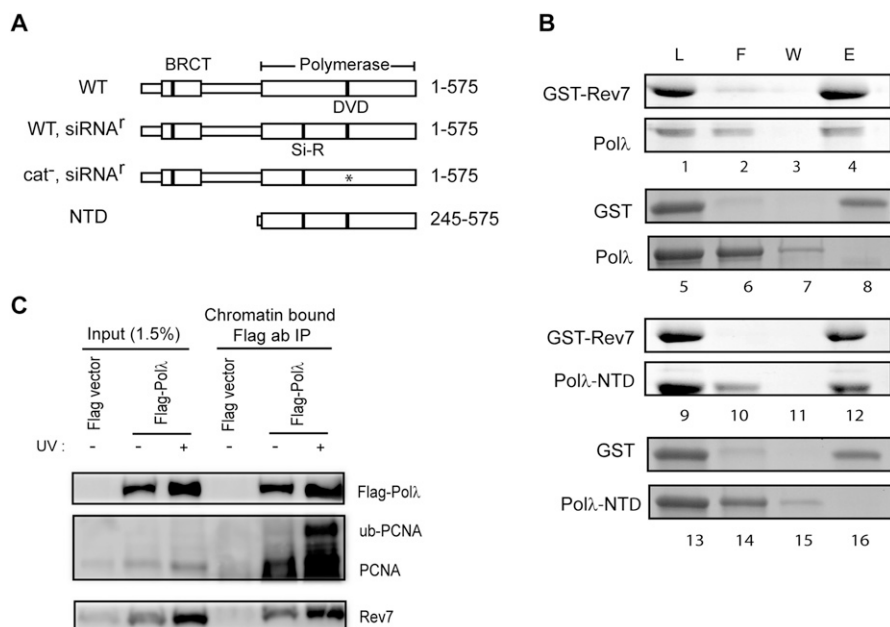 A
BRCT
Polymerase
WT
1-575
DVD
WT, siRNAʳ
1-575
Si-R
cat⁻, siRNAʳ
*
1-575
NTD
245-575
B
L F W E
GST-Rev7
Polλ
1 2 3 4
GST
Polλ
5 6 7 8
GST-Rev7
Polλ-NTD
9 10 11 12
GST
Polλ-NTD
13 14 15 16
C
Input (1.5%)
Chromatin bound
Flag ab IP
Flag vector
Flag-Polλ
Flag vector
Flag-Polλ
UV : - - + - - +
Flag-Polλ
ub-PCNA
PCNA
Rev7